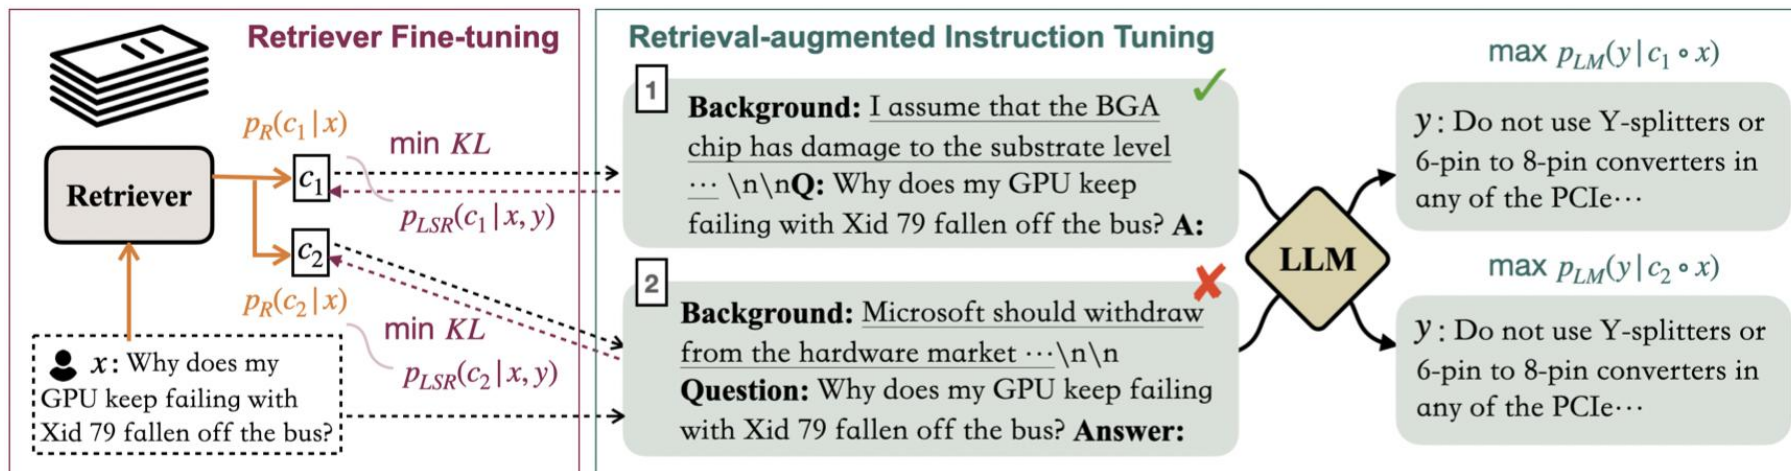 Retriever Fine-tuning
p_R(c_1|x)
min KL
c_1
Retriever
p_LSR(c_1|x, y)
c_2
p_R(c_2|x)
min KL
p_LSR(c_2|x, y)
x: Why does my
GPU keep failing with
Xid 79 fallen off the bus?
Retrieval-augmented Instruction Tuning
1
Background: I assume that the BGA
chip has damage to the substrate level
⋯ \n\nQ: Why does my GPU keep
failing with Xid 79 fallen off the bus? A:
2
Background: Microsoft should withdraw
from the hardware market ⋯\n\n
Question: Why does my GPU keep failing
with Xid 79 fallen off the bus? Answer:
LLM
max p_LM(y|c_1 ∘ x)
y: Do not use Y-splitters or
6-pin to 8-pin converters in
any of the PCIe⋯
max p_LM(y|c_2 ∘ x)
y: Do not use Y-splitters or
6-pin to 8-pin converters in
any of the PCIe⋯